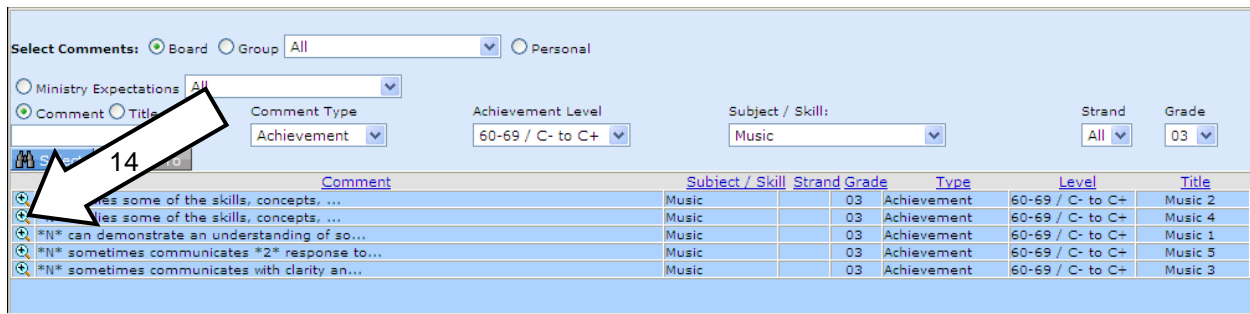 Select Comments: Board Group All Personal
Ministry Expectations All
Comment Title Comment Type Achievement Level Subject / Skill: Strand Grade
Achievement 60-69 / C- to C+ Music All 03
14
Comment Subject / Skill Strand Grade Type Level Title
some of the skills, concepts, ... Music 03 Achievement 60-69 / C- to C+ Music 2
some of the skills, concepts, ... Music 03 Achievement 60-69 / C- to C+ Music 4
*N* can demonstrate an understanding of so... Music 03 Achievement 60-69 / C- to C+ Music 1
*N* sometimes communicates *2* response to... Music 03 Achievement 60-69 / C- to C+ Music 5
*N* sometimes communicates with clarity an... Music 03 Achievement 60-69 / C- to C+ Music 3